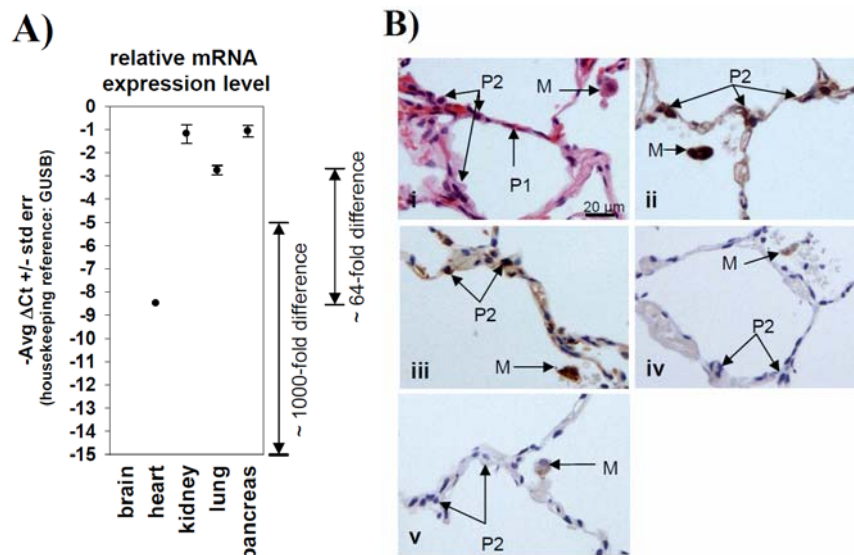 A)
relative mRNA
expression level
-Avg ΔCt +/- std err
(housekeeping reference: GUSB)
0
-1
-2
-3
-4
-5
-6
-7
-8
-9
-10
-11
-12
-13
-14
-15
brain
heart
kidney
lung
pancreas
~ 1000-fold difference
~ 64-fold difference
B)
P2
M
P1
i
20 µm
P2
M
ii
P2
M
iii
M
P2
iv
M
P2
v